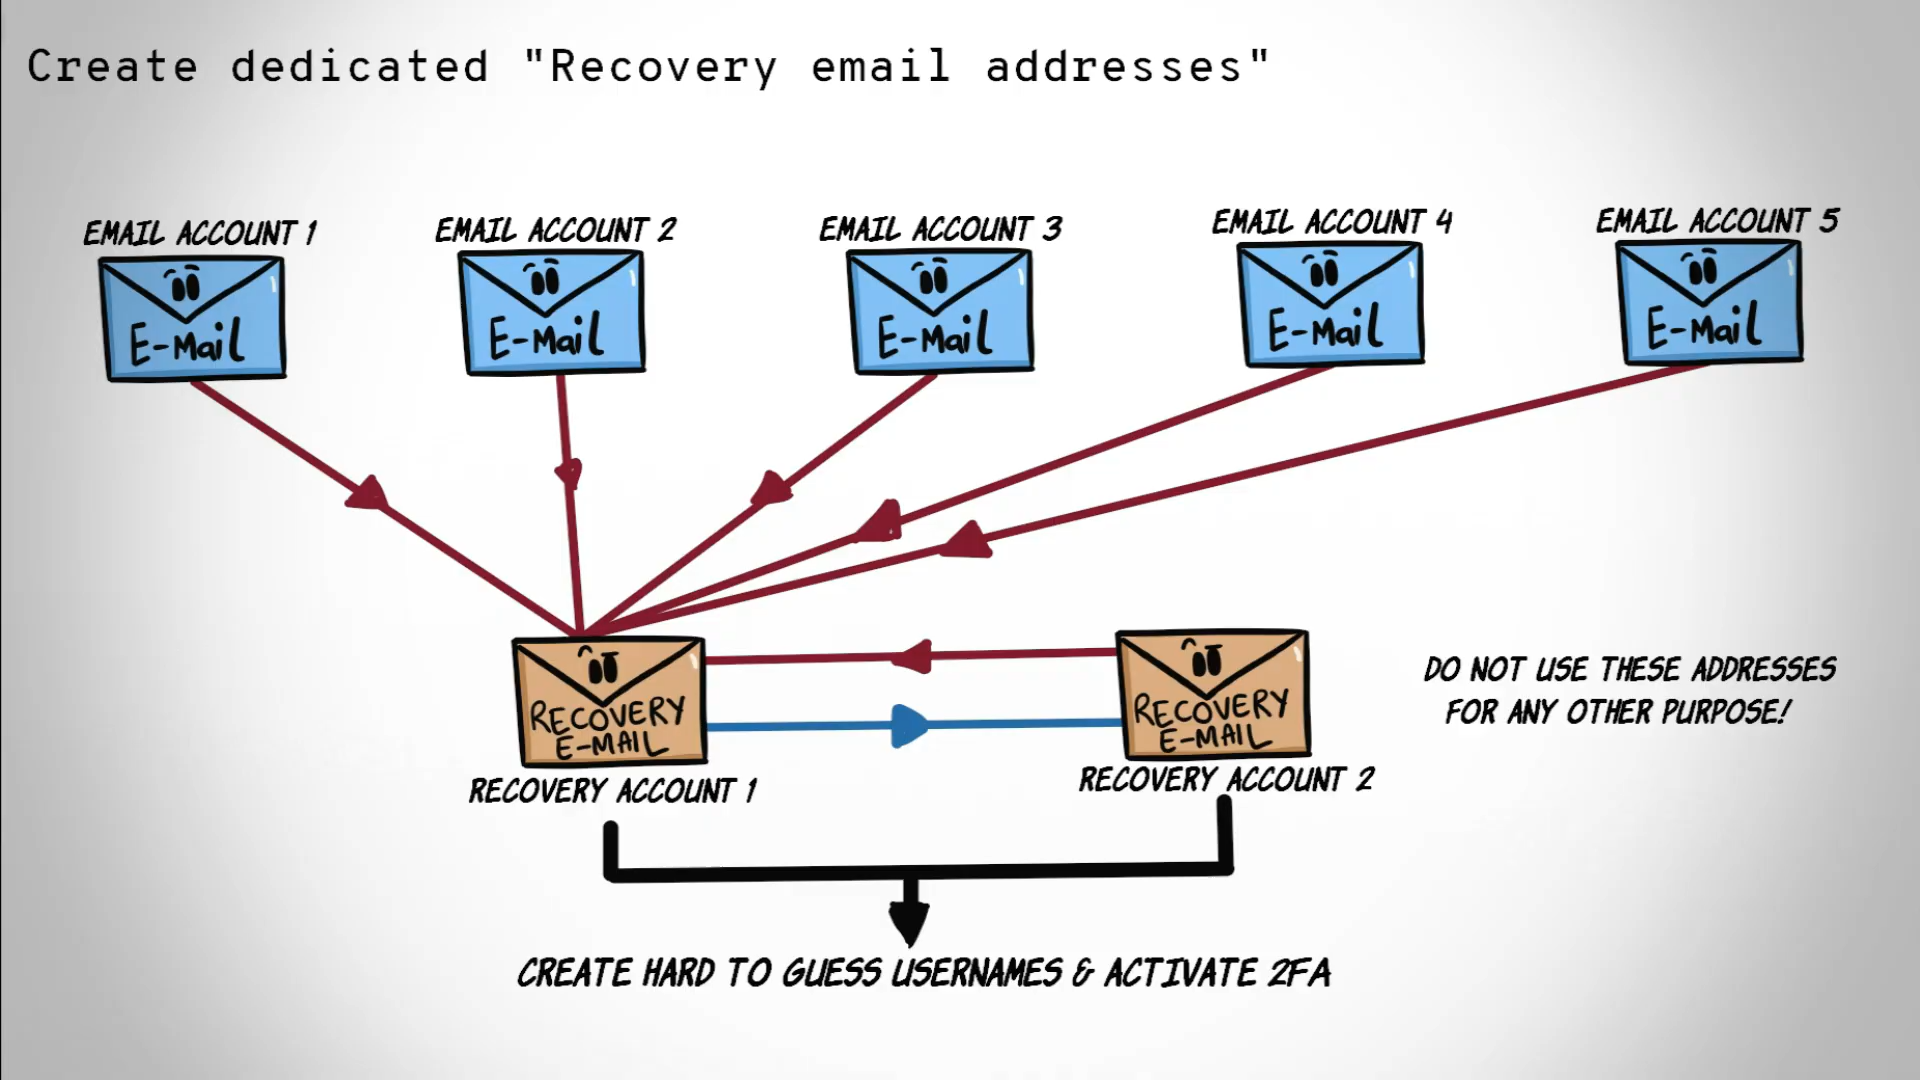 Create dedicated "Recovery email addresses"
EMAIL ACCOUNT 1
EMAIL ACCOUNT 2
EMAIL ACCOUNT 3
EMAIL ACCOUNT 4
EMAIL ACCOUNT 5
E-Mail
E-Mail
E-Mail
E-Mail
E-Mail
RECOVERY
E-MAIL
RECOVERY ACCOUNT 1
RECOVERY
E-MAIL
RECOVERY ACCOUNT 2
DO NOT USE THESE ADDRESSES
FOR ANY OTHER PURPOSE!
CREATE HARD TO GUESS USERNAMES & ACTIVATE 2FA